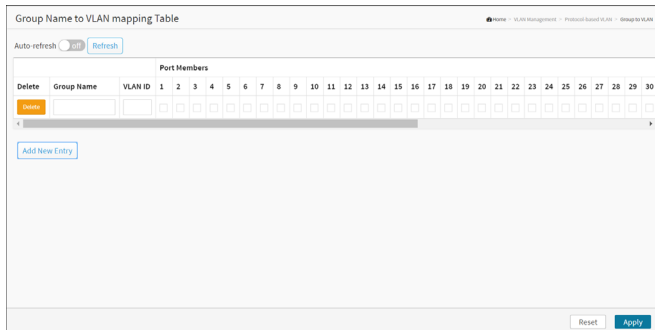 Group Name to VLAN mapping Table
Home > VLAN Management > Protocol-based VLAN > Group to VLAN
Auto-refresh off Refresh
Port Members
Delete Group Name VLAN ID 1 2 3 4 5 6 7 8 9 10 11 12 13 14 15 16 17 18 19 20 21 22 23 24 25 26 27 28 29 30
Delete
Add New Entry
Reset Apply